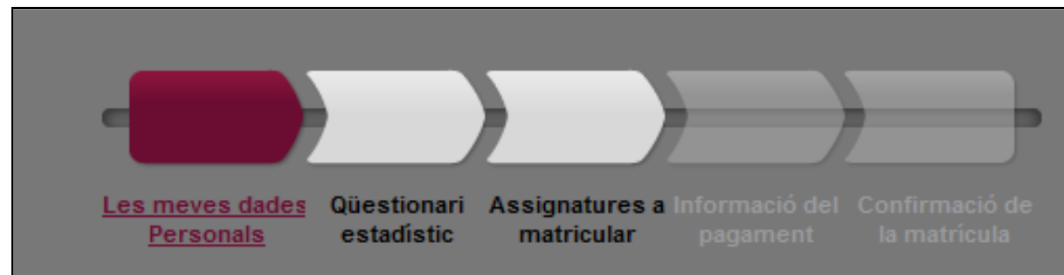 Les meves dades
Personals
Qüestionari
estadístic
Assignatures a
matricular
Informació del
pagament
Confirmació de
la matrícula